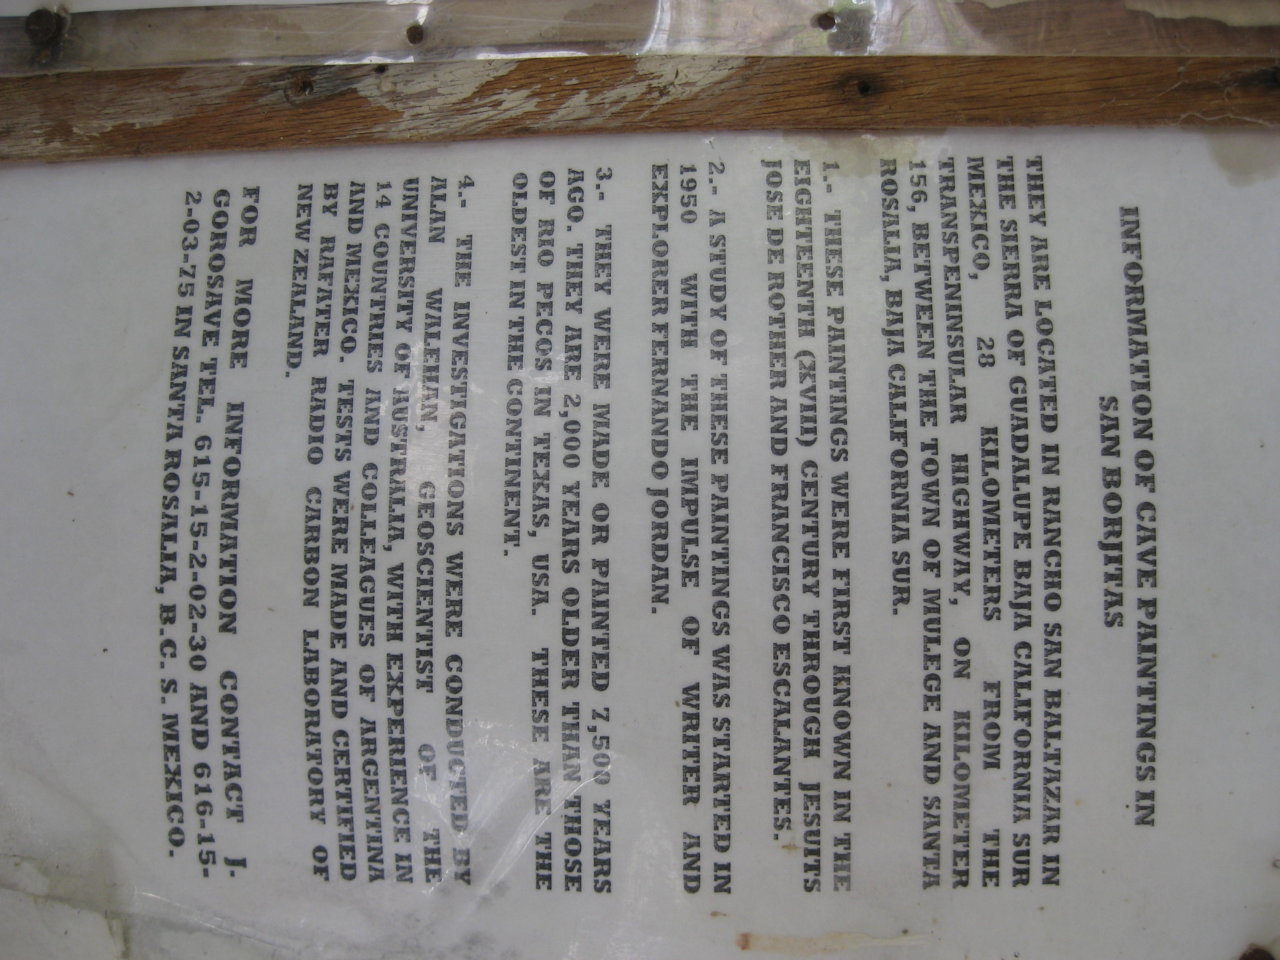 INFORMATION OF CAVE PAINTINGS IN
SAN BORJITAS
THEY ARE LOCATED IN RANCHO SAN BALTAZAR IN
THE SIERRA OF GUADALUPE BAJA CALIFORNIA SUR
MEXICO, 28 KILOMETERS FROM THE
TRANSPENINSULAR HIGHWAY, ON KILOMETER
156, BETWEEN THE TOWN OF MULEGE AND SANTA
ROSALIA, BAJA CALIFORNIA SUR.
1.- THESE PAINTINGS WERE FIRST KNOWN IN THE
EIGHTEENTH (XVIII) CENTURY THROUGH JESUITS
JOSE DE ROTHER AND FRANCISCO ESCALANTES.
2.- A STUDY OF THESE PAINTINGS WAS STARTED IN
1950 WITH THE IMPULSE OF WRITER AND
EXPLORER FERNANDO JORDAN.
3.- THEY WERE MADE OR PAINTED 7,500 YEARS
AGO. THEY ARE 2,000 YEARS OLDER THAN THOSE
OF RIO PECOS IN TEXAS, USA. THESE ARE THE
OLDEST IN THE CONTINENT.
4.- THE INVESTIGATIONS WERE CONDUCTED BY
ALAN WALEHAN, GEOSCIENTIST OF THE
UNIVERSITY OF AUSTRLIA, WITH EXPERIENCE IN
14 COUNTRIES AND COLLEAGUES OF ARGENTINA
AND MEXICO. TESTS WERE MADE AND CERTIFIED
BY RAFATER RADIO CARBON LABORATORY OF
NEW ZEALAND.
FOR MORE INFORMATION CONTACT J.
GOROSAVE TEL. 615-15-2-02.30 AND 616-15-
2-03-75 IN SANTA ROSALIA, B.C. S. MEXICO.